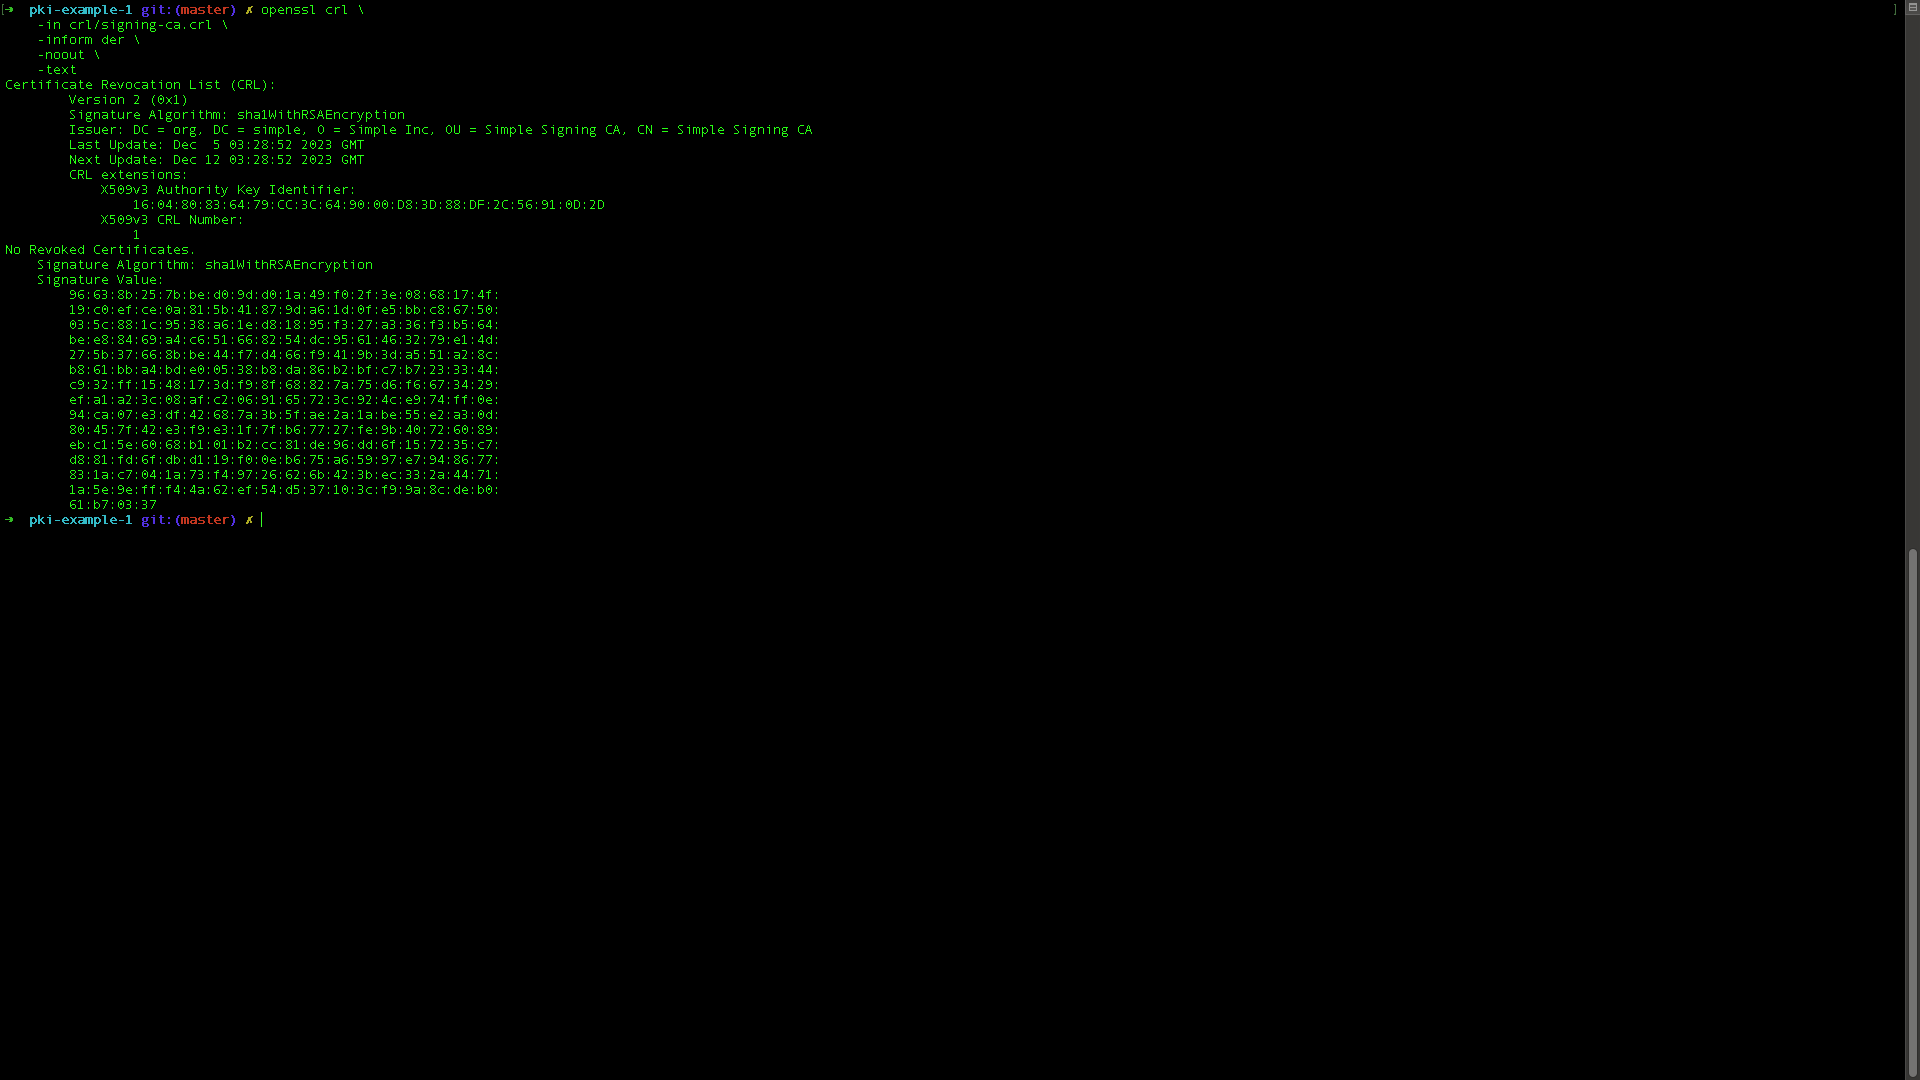 [➜  pki-example-1 git:(master) ✗ openssl crl \ ]
    -in crl/signing-ca.crl \
    -inform der \
    -noout \
    -text
Certificate Revocation List (CRL):
        Version 2 (0x1)
        Signature Algorithm: sha1WithRSAEncryption
        Issuer: DC = org, DC = simple, O = Simple Inc, OU = Simple Signing CA, CN = Simple Signing CA
        Last Update: Dec  5 03:28:52 2023 GMT
        Next Update: Dec 12 03:28:52 2023 GMT
        CRL extensions:
            X509v3 Authority Key Identifier:
                16:04:80:83:64:79:CC:3C:64:90:00:D8:3D:88:DF:2C:56:91:0D:2D
            X509v3 CRL Number:
                1
No Revoked Certificates.
    Signature Algorithm: sha1WithRSAEncryption
    Signature Value:
        96:63:8b:25:7b:be:d0:9d:d0:1a:49:f0:2f:3e:08:68:17:4f:
        19:c0:ef:ce:0a:81:5b:41:87:9d:a6:1d:0f:e5:bb:c8:67:50:
        03:5c:88:1c:95:38:a6:1e:d8:18:95:f3:27:a3:36:f3:b5:64:
        be:e8:84:69:a4:c6:51:66:82:54:dc:95:61:46:32:79:e1:4d:
        27:5b:37:66:8b:be:44:f7:d4:66:f9:41:9b:3d:a5:51:a2:8c:
        b8:61:bb:a4:bd:e0:05:38:b8:da:86:b2:bf:c7:b7:23:33:44:
        c9:32:ff:15:48:17:3d:f9:8f:68:82:7a:75:d6:f6:67:34:29:
        ef:a1:a2:3c:08:af:c2:06:91:65:72:3c:92:4c:e9:74:ff:0e:
        94:ca:07:e3:df:42:68:7a:3b:5f:ae:2a:1a:be:55:e2:a3:0d:
        80:45:7f:42:e3:f9:e3:1f:7f:b6:77:27:fe:9b:40:72:60:89:
        eb:c1:5e:60:68:b1:01:b2:cc:81:de:96:dd:6f:15:72:35:c7:
        d8:81:fd:6f:db:d1:19:f0:0e:b6:75:a6:59:97:e7:94:86:77:
        83:1a:c7:04:1a:73:f4:97:26:62:6b:42:3b:ec:33:2a:44:71:
        1a:5e:9e:ff:f4:4a:62:ef:54:d5:37:10:3c:f9:9a:8c:de:b0:
        61:b7:03:37
➜  pki-example-1 git:(master) ✗